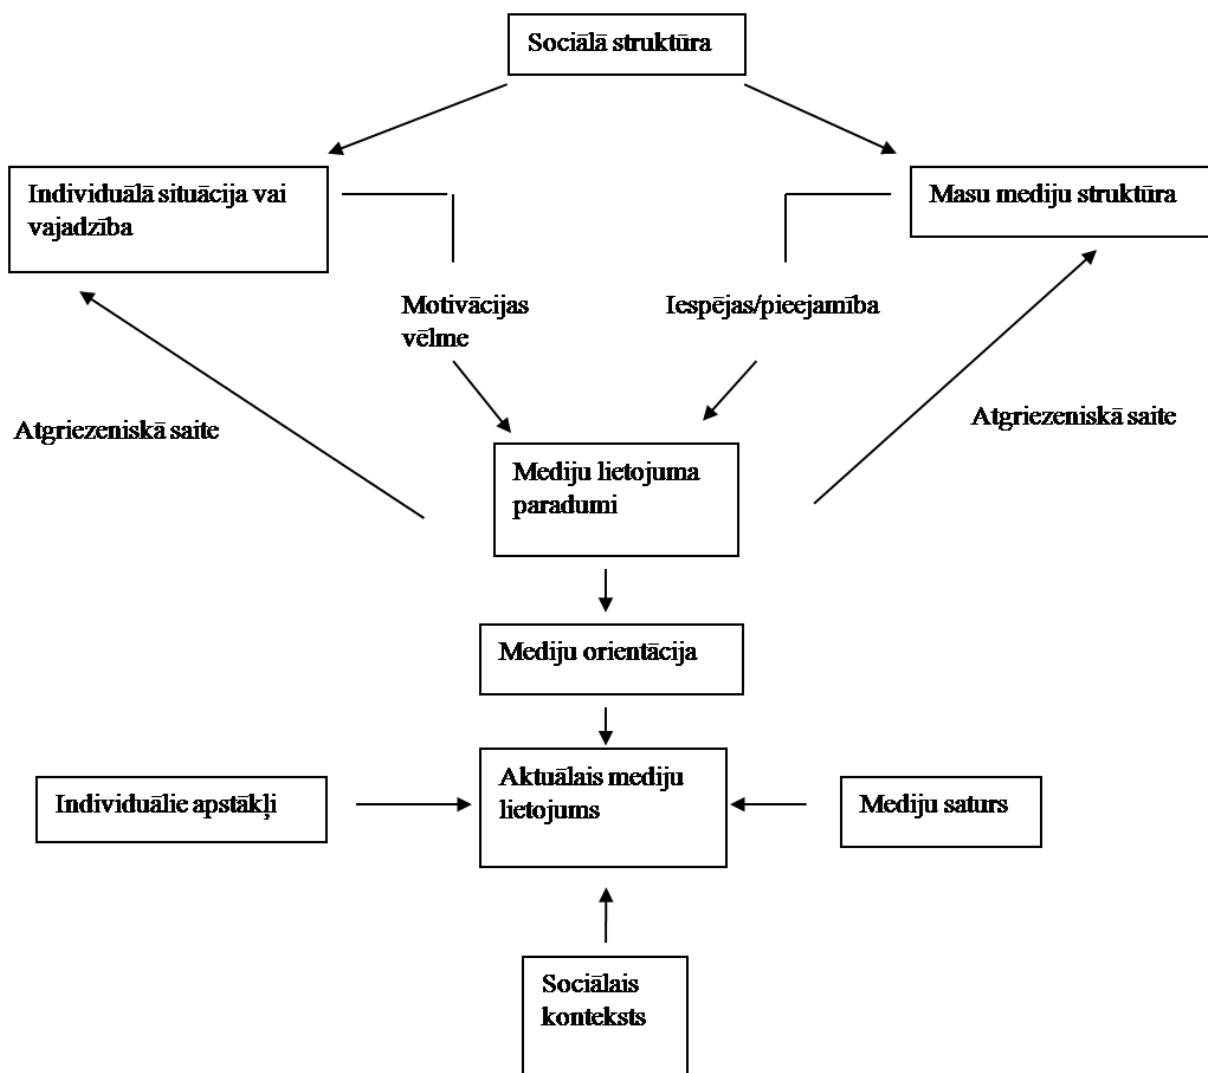 Sociālā struktūra
Individuālā situācija vai
vajadzība
Masu mediju struktūra
Motivācijas
vēlme
Iespējas/pieejamība
Atgriezeniskā saite
Atgriezeniskā saite
Mediju lietojuma
paradumi
Mediju orientācija
Aktuālais mediju
lietojums
Individuālie apstākļi
Mediju saturs
Sociālais
konteksts